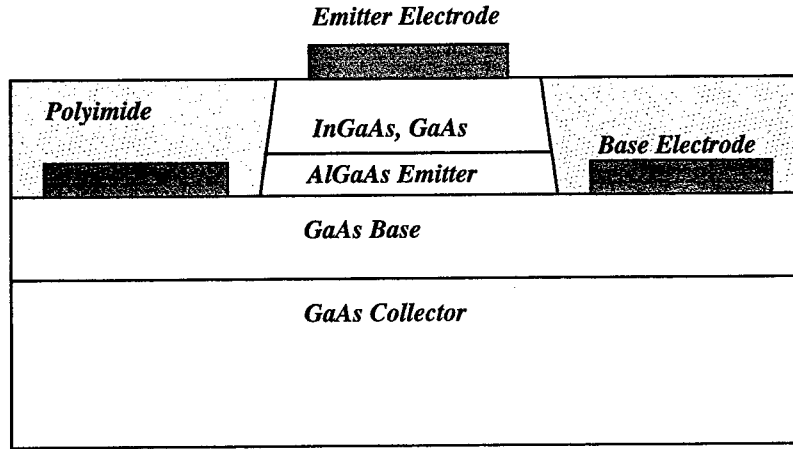 Emitter Electrode
Polyimide
InGaAs, GaAs
Base Electrode
AlGaAs Emitter
GaAs Base
GaAs Collector